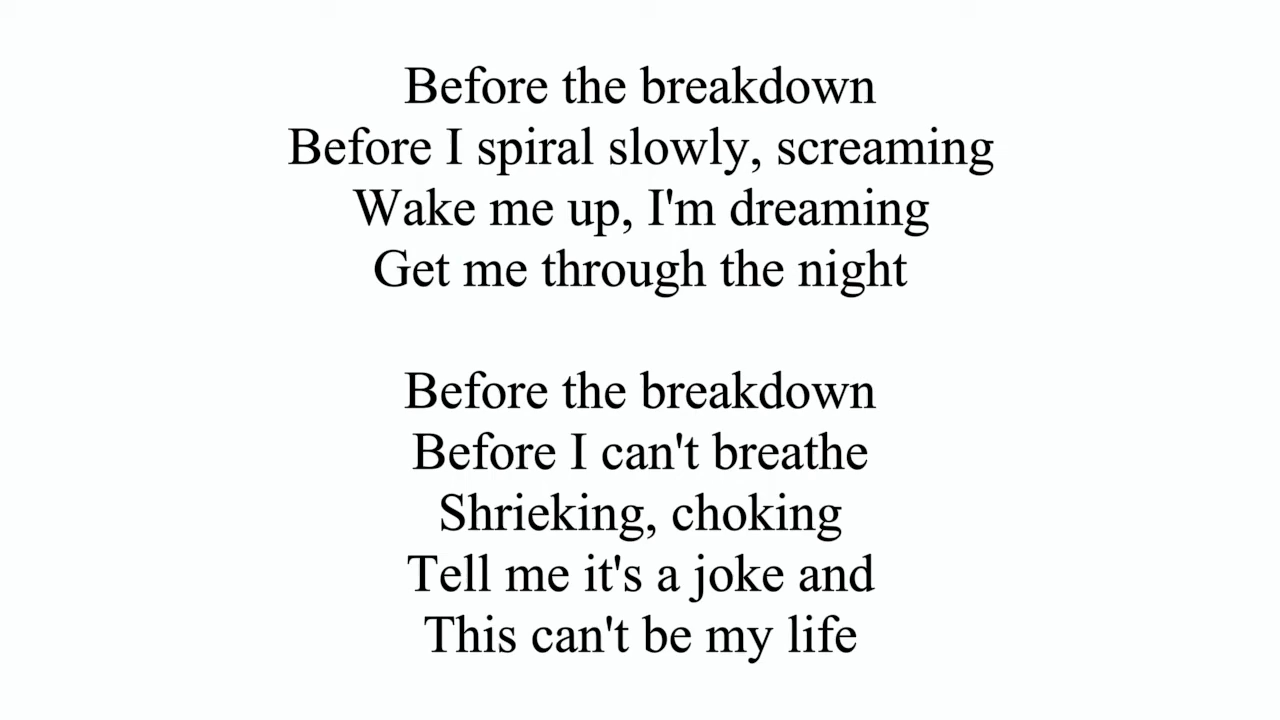 Before the breakdown
Before I spiral slowly, screaming
Wake me up, I'm dreaming
Get me through the night
Before the breakdown
Before I can't breathe
Shrieking, choking
Tell me it's a joke and
This can't be my life